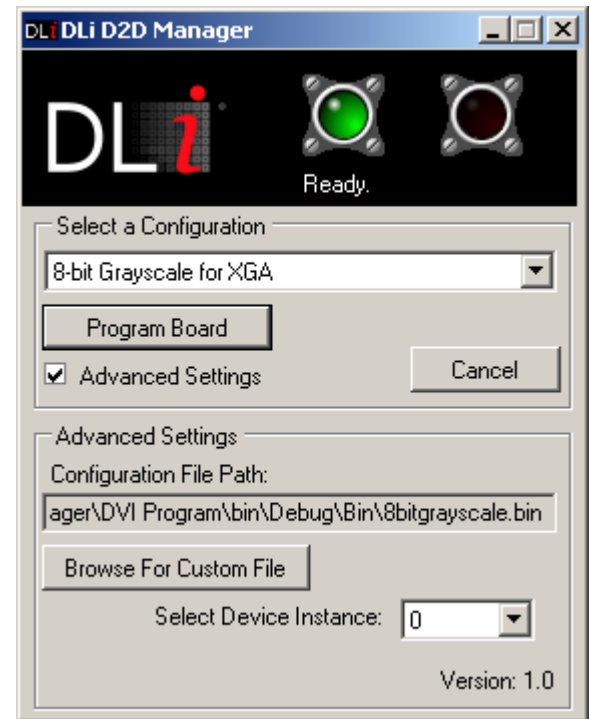 DLi DLi D2D Manager
DLi
Ready.
Select a Configuration
8-bit Grayscale for XGA
Program Board
Advanced Settings
Cancel
Advanced Settings
Configuration File Path:
ager\DVI Program\bin\Debug\Bin\8bitgrayscale.bin
Browse For Custom File
Select Device Instance: 0
Version: 1.0